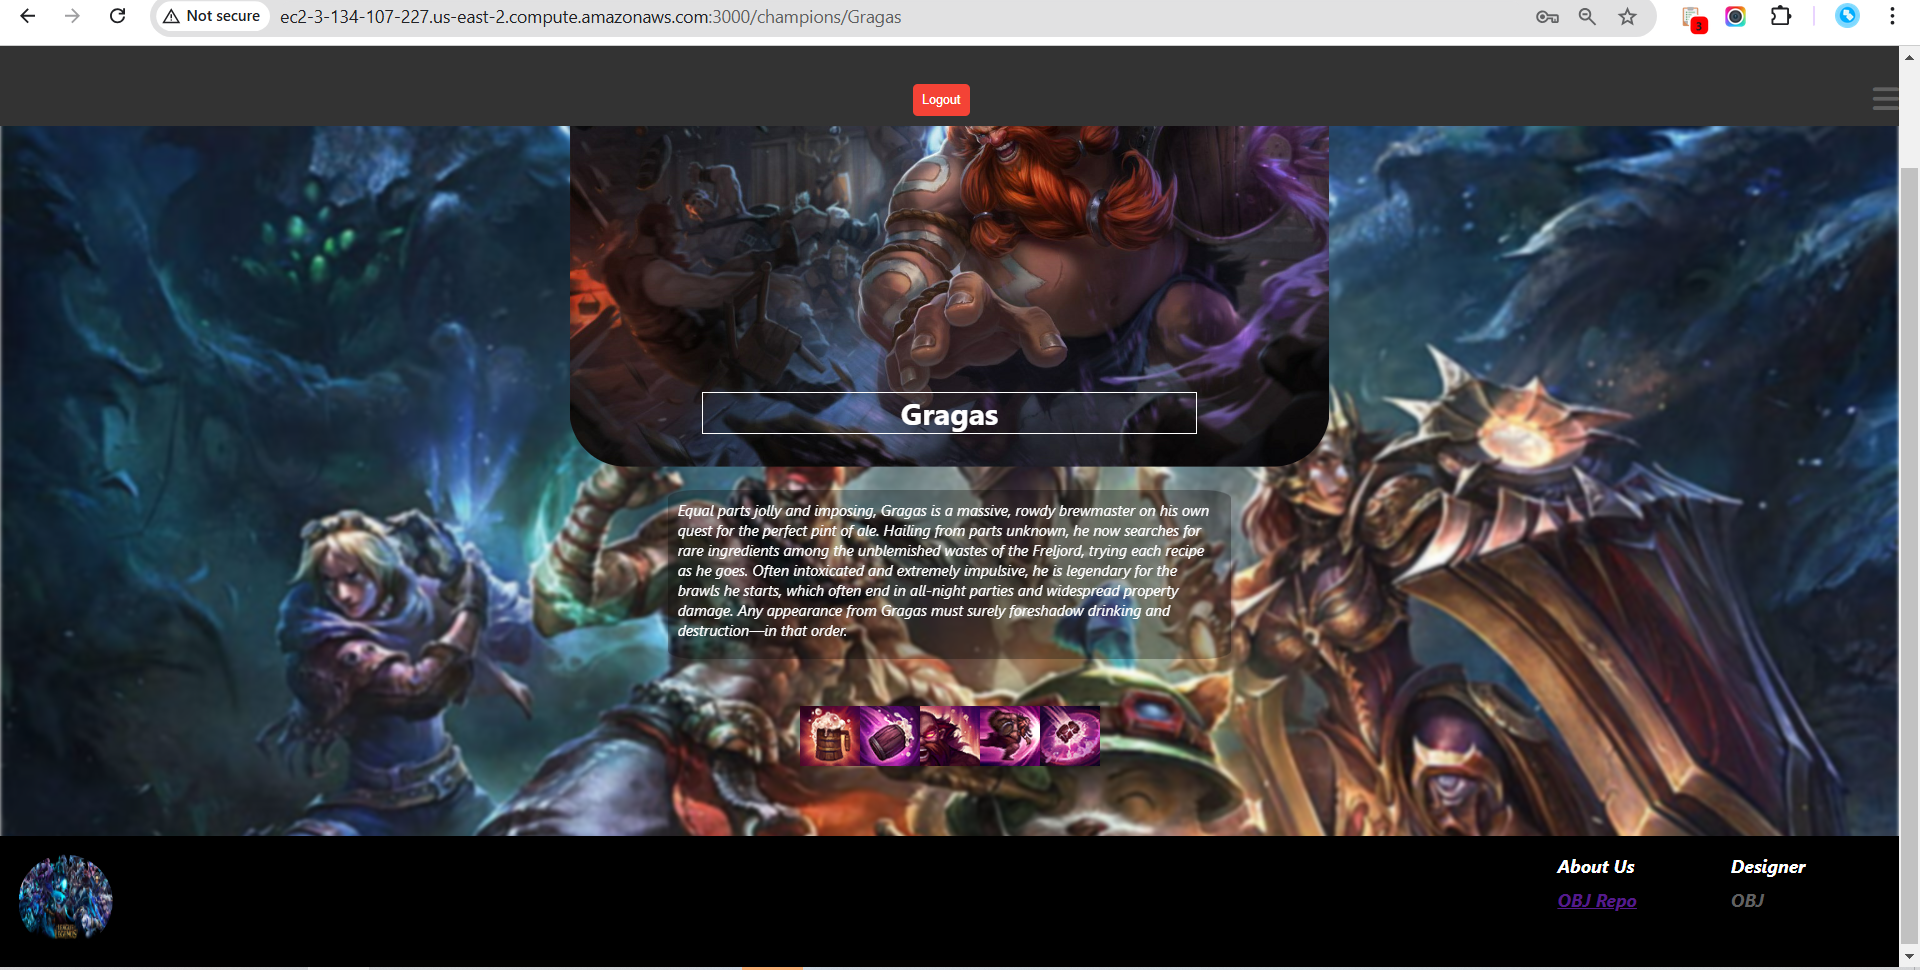 Not secure
ec2-3-134-107-227.us-east-2.compute.amazonaws.com:3000/champions/Gragas
3
Logout
Gragas
Equal parts jolly and imposing, Gragas is a massive, rowdy brewmaster on his own
quest for the perfect pint of ale. Hailing from parts unknown, he now searches for
rare ingredients among the unblemished wastes of the Freljord, trying each recipe
as he goes. Often intoxicated and extremely impulsive, he is legendary for the
brawls he starts, which often end in all-night parties and widespread property
damage. Any appearance from Gragas must surely foreshadow drinking and
destruction—in that order.
About Us
Designer
OBJ Repo
OBJ
LEAGUE of
LEGENDS